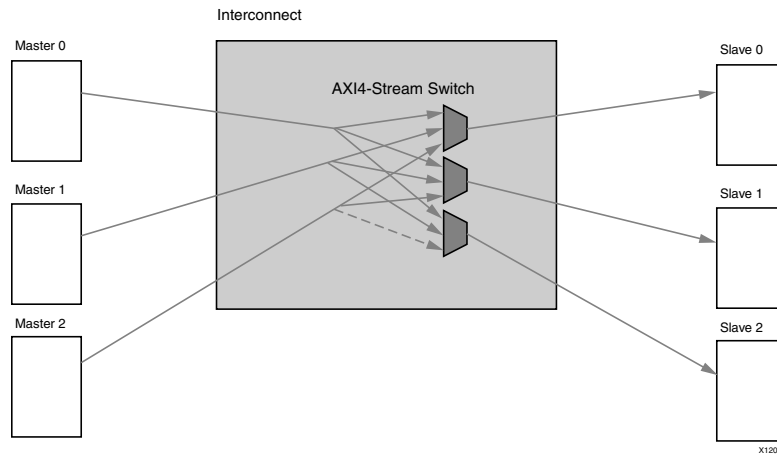 Interconnect
Master 0
Slave 0
AXI4-Stream Switch
Master 1
Slave 1
Master 2
Slave 2
X120